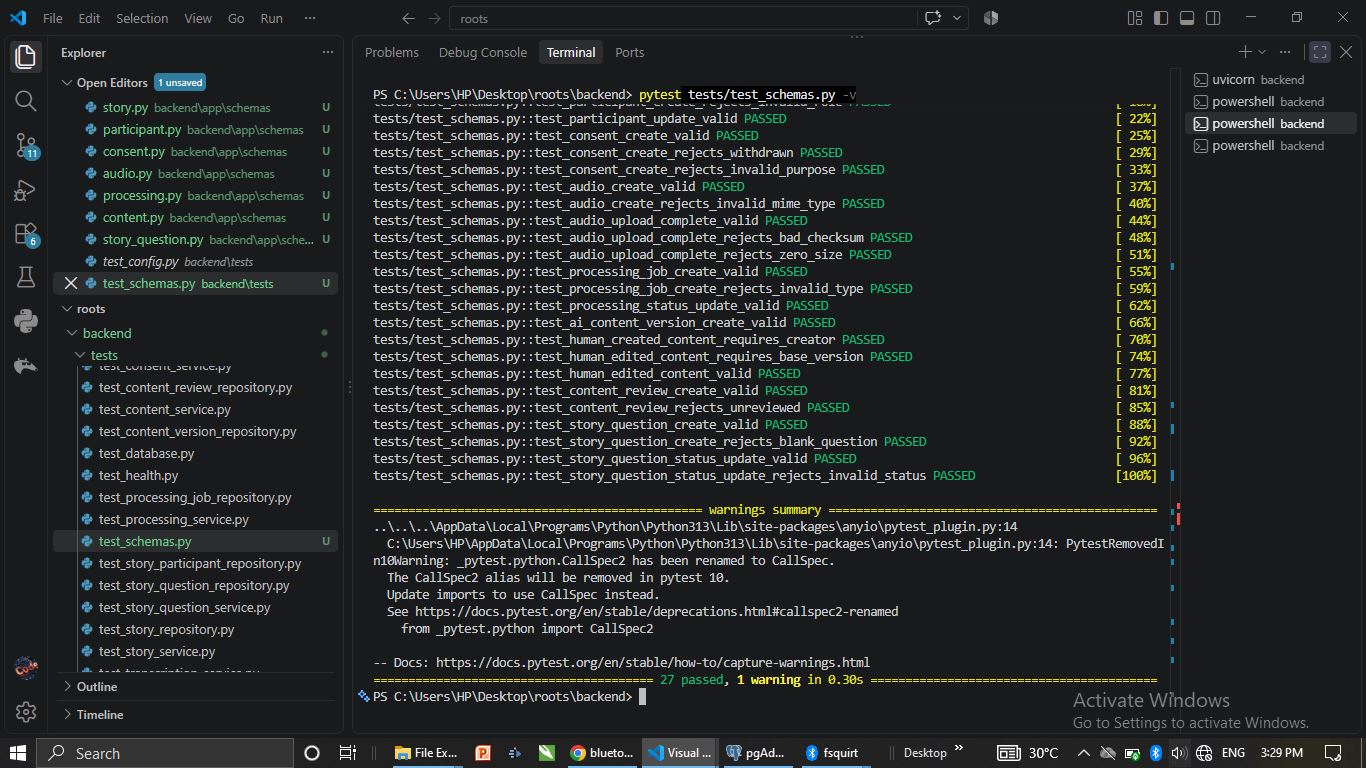 File Edit Selection View Go Run ··· roots
Explorer ···
Open Editors 1 unsaved
story.py backend\app\schemas U
participant.py backend\app\schemas U
consent.py backend\app\schemas U
audio.py backend\app\schemas U
processing.py backend\app\schemas U
content.py backend\app\schemas U
story_question.py backend\app\sche... U
test_config.py backend\tests
test_schemas.py backend\tests U
roots
backend
tests
test_consent_service.py
test_content_review_repository.py
test_content_service.py
test_content_version_repository.py
test_database.py
test_health.py
test_processing_job_repository.py
test_processing_service.py
test_schemas.py U
test_story_participant_repository.py
test_story_question_repository.py
test_story_question_service.py
test_story_repository.py
test_story_service.py
Outline
Timeline
11
6
Problems Debug Console Terminal Ports
PS C:\Users\HP\Desktop\roots\backend> pytest tests/test_schemas.py -v
tests/test_schemas.py::test_participant_create_rejects_invalid_role PASSED [ 18%]
tests/test_schemas.py::test_participant_update_valid PASSED [ 22%]
tests/test_schemas.py::test_consent_create_valid PASSED [ 25%]
tests/test_schemas.py::test_consent_create_rejects_withdrawn PASSED [ 29%]
tests/test_schemas.py::test_consent_create_rejects_invalid_purpose PASSED [ 33%]
tests/test_schemas.py::test_audio_create_valid PASSED [ 37%]
tests/test_schemas.py::test_audio_create_rejects_invalid_mime_type PASSED [ 40%]
tests/test_schemas.py::test_audio_upload_complete_valid PASSED [ 44%]
tests/test_schemas.py::test_audio_upload_complete_rejects_bad_checksum PASSED [ 48%]
tests/test_schemas.py::test_audio_upload_complete_rejects_zero_size PASSED [ 51%]
tests/test_schemas.py::test_processing_job_create_valid PASSED [ 55%]
tests/test_schemas.py::test_processing_job_create_rejects_invalid_type PASSED [ 59%]
tests/test_schemas.py::test_processing_status_update_valid PASSED [ 62%]
tests/test_schemas.py::test_ai_content_version_create_valid PASSED [ 66%]
tests/test_schemas.py::test_human_created_content_requires_creator PASSED [ 70%]
tests/test_schemas.py::test_human_edited_content_requires_base_version PASSED [ 74%]
tests/test_schemas.py::test_human_edited_content_valid PASSED [ 77%]
tests/test_schemas.py::test_content_review_create_valid PASSED [ 81%]
tests/test_schemas.py::test_content_review_rejects_unreviewed PASSED [ 85%]
tests/test_schemas.py::test_story_question_create_valid PASSED [ 88%]
tests/test_schemas.py::test_story_question_create_rejects_blank_question PASSED [ 92%]
tests/test_schemas.py::test_story_question_status_update_valid PASSED [ 96%]
tests/test_schemas.py::test_story_question_status_update_rejects_invalid_status PASSED [100%]
=============================================== warnings summary ===============================================
..\..\..\AppData\Local\Programs\Python\Python313\Lib\site-packages\anyio\pytest_plugin.py:14
C:\Users\HP\AppData\Local\Programs\Python\Python313\Lib\site-packages\anyio\pytest_plugin.py:14: PytestRemovedI
n10Warning: _pytest.python.CallSpec2 has been renamed to CallSpec.
The CallSpec2 alias will be removed in pytest 10.
Update imports to use CallSpec instead.
See https://docs.pytest.org/en/stable/deprecations.html#callspec2-renamed
from _pytest.python import CallSpec2
-- Docs: https://docs.pytest.org/en/stable/how-to/capture-warnings.html
======================================== 27 passed, 1 warning in 0.30s =========================================
PS C:\Users\HP\Desktop\roots\backend>
uvicorn backend
powershell backend
powershell backend
powershell backend
Activate Windows
Go to Settings to activate Windows.
Search File Ex... blueto... Visual ... pgAd... fsquirt Desktop » 30°C ENG 3:29 PM